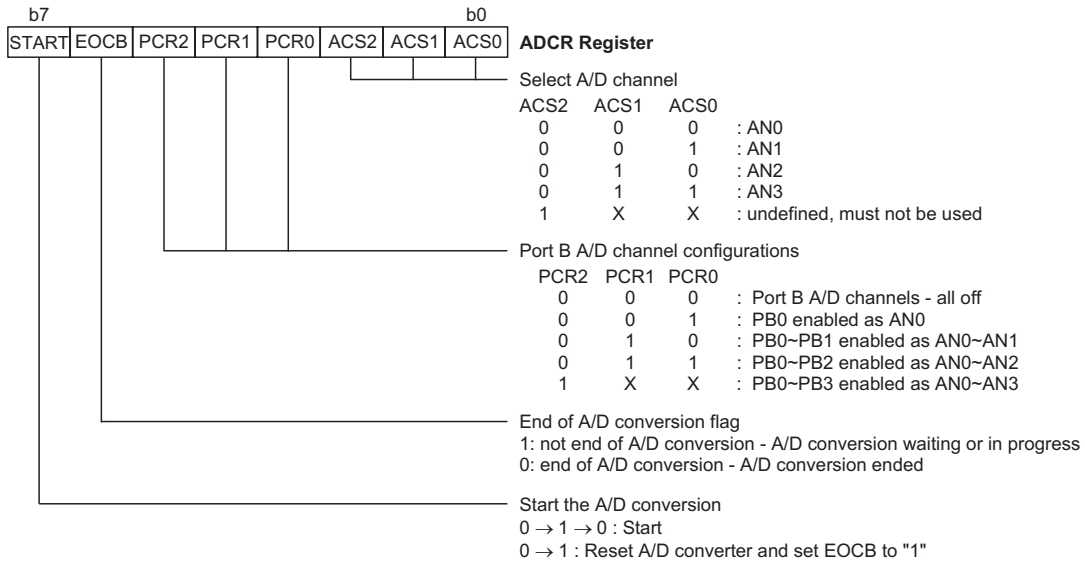 b7 b0
START EOCB PCR2 PCR1 PCR0 ACS2 ACS1 ACS0 ADCR Register
Select A/D channel
ACS2 ACS1 ACS0
0 0 0 : AN0
0 0 1 : AN1
0 1 0 : AN2
0 1 1 : AN3
1 X X : undefined, must not be used
Port B A/D channel configurations
PCR2 PCR1 PCR0
0 0 0 : Port B A/D channels - all off
0 0 1 : PB0 enabled as AN0
0 1 0 : PB0~PB1 enabled as AN0~AN1
0 1 1 : PB0~PB2 enabled as AN0~AN2
1 X X : PB0~PB3 enabled as AN0~AN3
End of A/D conversion flag
1: not end of A/D conversion - A/D conversion waiting or in progress
0: end of A/D conversion - A/D conversion ended
Start the A/D conversion
0 → 1 → 0 : Start
0 → 1 : Reset A/D converter and set EOCB to "1"